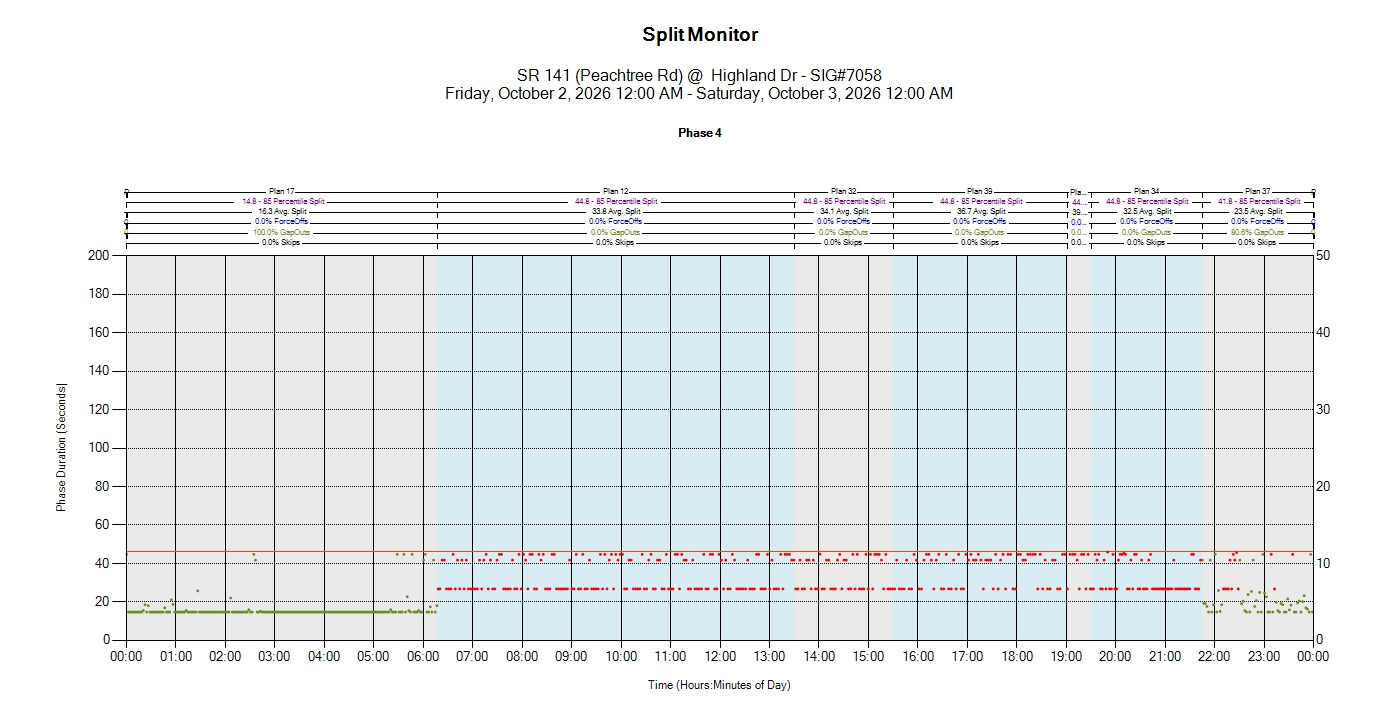 Split Monitor
SR 141 (Peachtree Rd) @ Highland Dr - SIG#7058
Friday, October 2, 2026 12:00 AM - Saturday, October 3, 2026 12:00 AM
Phase 4
Plan 17 Plan 12 Plan 32 Plan 39 Pla... Plan 34 Plan 37
14.8 - 85 Percentile Split 44.8 - 85 Percentile Split 44.8 - 85 Percentile Split 44.8 - 85 Percentile Split 44.... 44.8 - 85 Percentile Split 41.8 - 85 Percentile Split
16.3 Avg. Split 33.8 Avg. Split 34.1 Avg. Split 36.7 Avg. Split 39.... 32.5 Avg. Split 23.5 Avg. Split
0.0% ForceOffs 0.0% ForceOffs 0.0% ForceOffs 0.0% ForceOffs 0.0... 0.0% ForceOffs 0.0% ForceOffs
100.0% GapOuts 0.0% GapOuts 0.0% GapOuts 0.0% GapOuts 0.0... 0.0% GapOuts 80.6% GapOuts
0.0% Skips 0.0% Skips 0.0% Skips 0.0% Skips 0.0... 0.0% Skips 0.0% Skips
200 50
180
160 40
140
120 30
100
80 20
60
40 10
20
0 0
Phase Duration (Seconds)
00:00 01:00 02:00 03:00 04:00 05:00 06:00 07:00 08:00 09:00 10:00 11:00 12:00 13:00 14:00 15:00 16:00 17:00 18:00 19:00 20:00 21:00 22:00 23:00 00:00
Time (Hours:Minutes of Day)